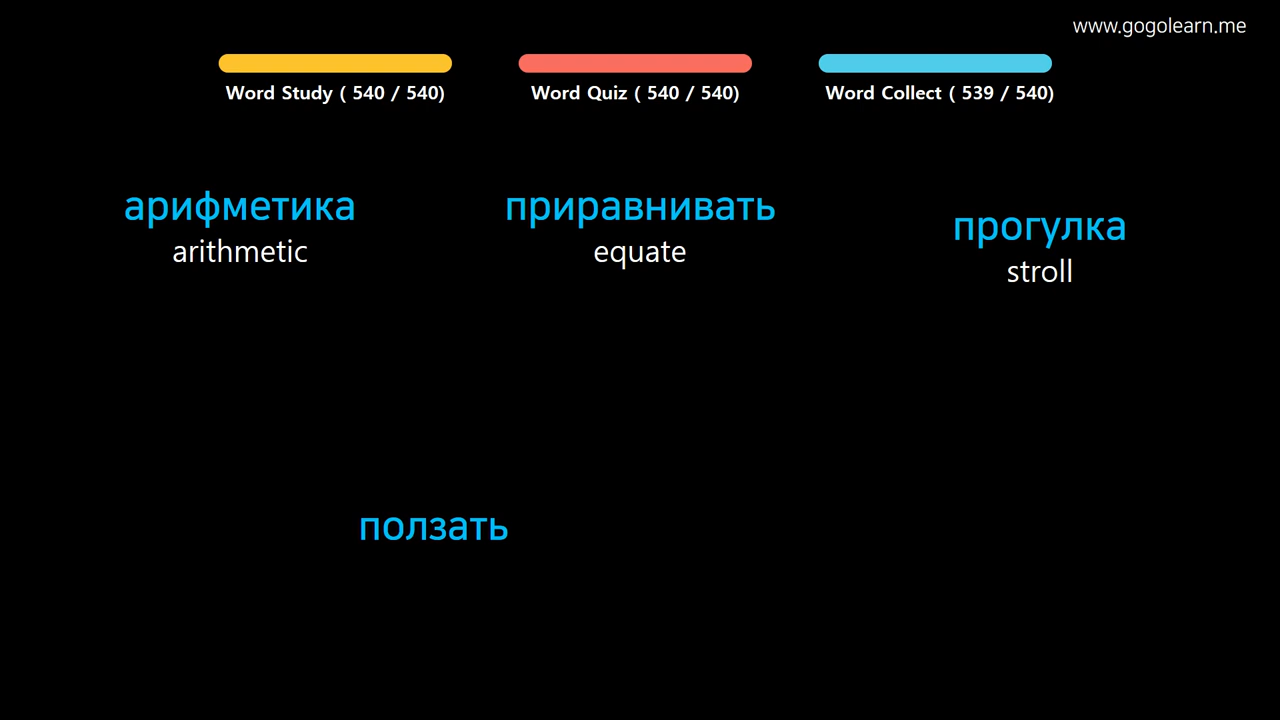 www.gogolearn.me
Word Study ( 540 / 540)
Word Quiz ( 540 / 540)
Word Collect ( 539 / 540)
арифметика
arithmetic
приравнивать
equate
прогулка
stroll
ползать